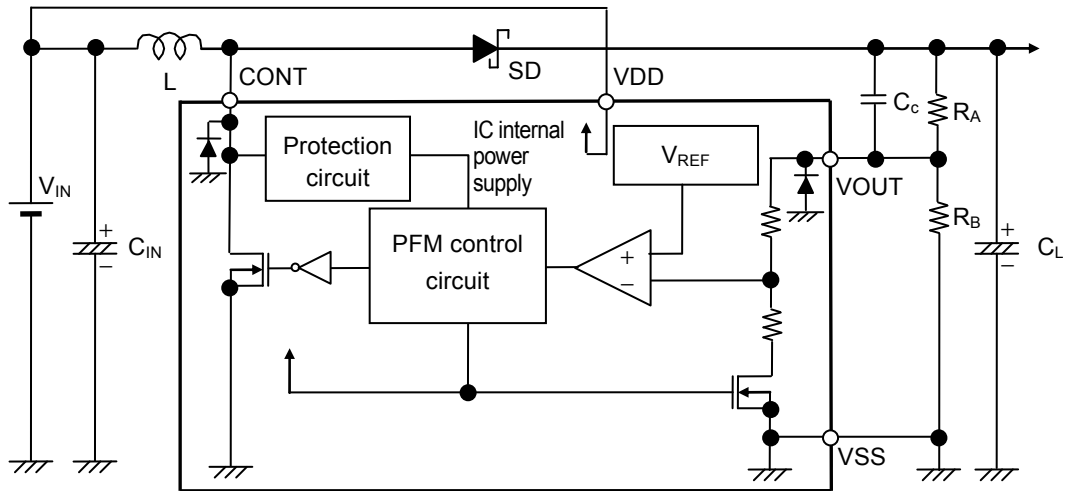 L
CONT
SD
VDD
C_c
R_A
Protection
circuit
IC internal
power
supply
V_REF
VOUT
V_IN
R_B
+
C_IN
−
PFM control
circuit
+
−
+
C_L
−
VSS